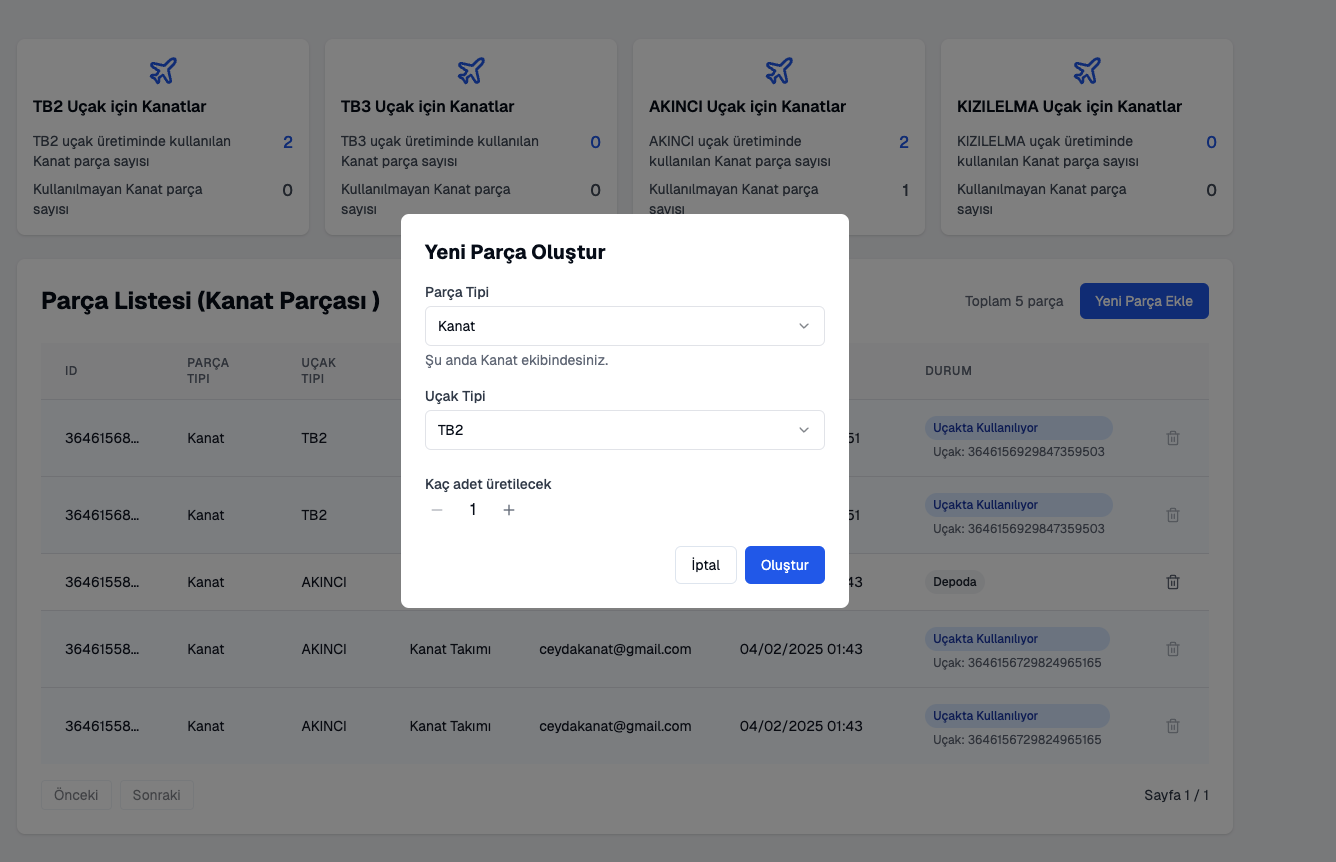 TB2 Uçak için Kanatlar
TB2 uçak üretiminde kullanılan
Kanat parça sayısı
2
Kullanılmayan Kanat parça
sayısı
0
TB3 Uçak için Kanatlar
TB3 uçak üretiminde kullanılan
Kanat parça sayısı
0
Kullanılmayan Kanat parça
sayısı
0
AKINCI Uçak için Kanatlar
AKINCI uçak üretiminde
kullanılan Kanat parça sayısı
2
Kullanılmayan Kanat parça
sayısı
1
KIZILELMA Uçak için Kanatlar
KIZILELMA uçak üretiminde
kullanılan Kanat parça sayısı
0
Kullanılmayan Kanat parça
sayısı
0
Yeni Parça Oluştur
Parça Tipi
Kanat
Şu anda Kanat ekibindesiniz.
Uçak Tipi
TB2
Kaç adet üretilecek
− 1 +
İptal
Oluştur
Parça Listesi (Kanat Parçası )
Toplam 5 parça
Yeni Parça Ekle
ID
PARÇA
TIPI
UÇAK
TIPI
DURUM
36461568... Kanat TB2 51 Uçakta Kullanılıyor
Uçak: 3646156929847359503
36461568... Kanat TB2 51 Uçakta Kullanılıyor
Uçak: 3646156929847359503
36461558... Kanat AKINCI 43 Depoda
36461558... Kanat AKINCI Kanat Takımı ceydakanat@gmail.com 04/02/2025 01:43 Uçakta Kullanılıyor
Uçak: 3646156729824965165
36461558... Kanat AKINCI Kanat Takımı ceydakanat@gmail.com 04/02/2025 01:43 Uçakta Kullanılıyor
Uçak: 3646156729824965165
Önceki
Sonraki
Sayfa 1 / 1